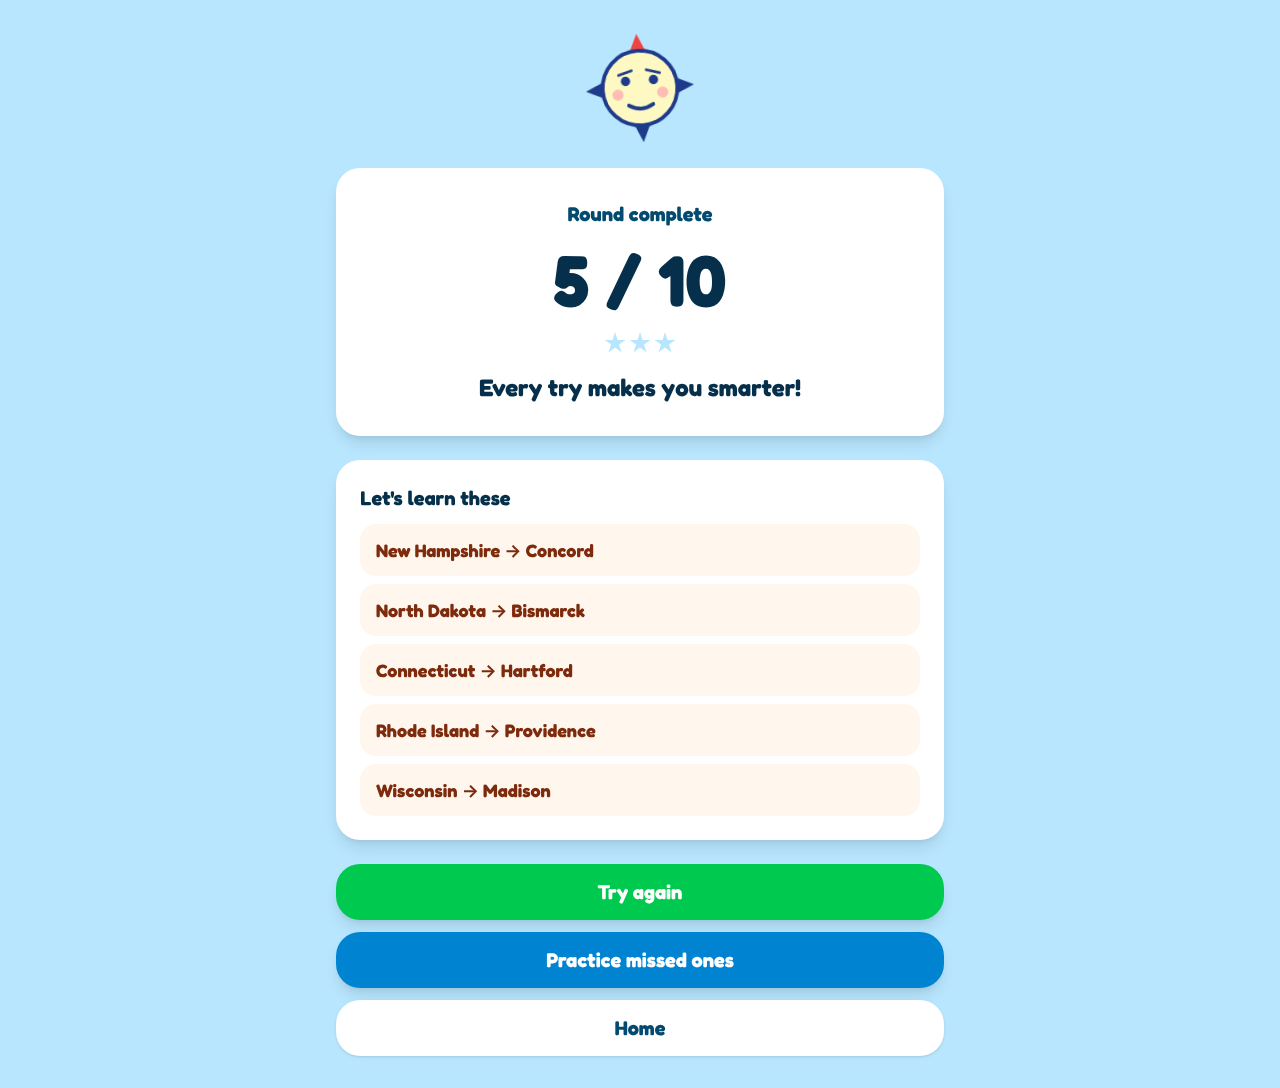 Round complete
5 / 10
★★★
Every try makes you smarter!
Let's learn these
New Hampshire → Concord
North Dakota → Bismarck
Connecticut → Hartford
Rhode Island → Providence
Wisconsin → Madison
Try again
Practice missed ones
Home